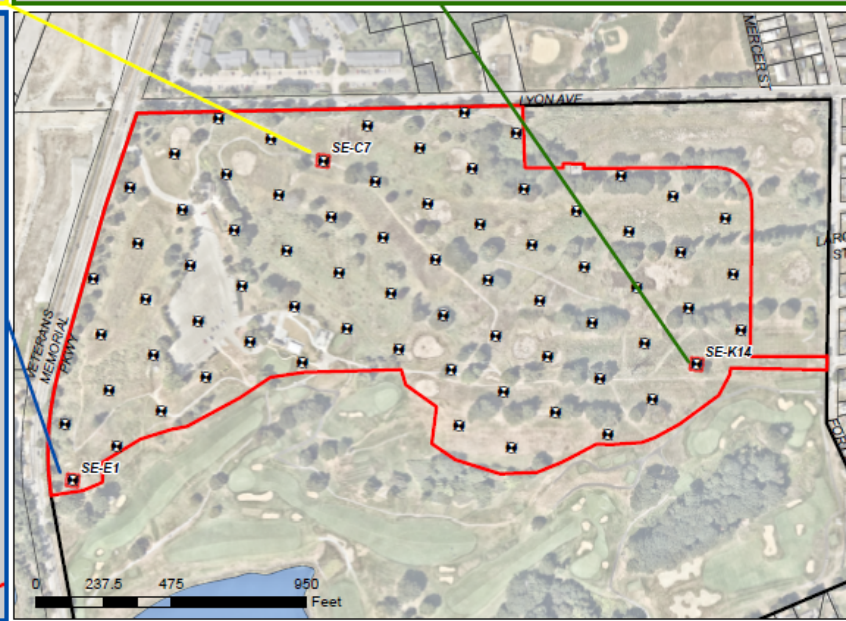 MERCER ST
LYON AVE
SE-C7
VETERANS
MEMORIAL
PKWY
SE-K14
SE-E1
0 237.5 475 950
Feet